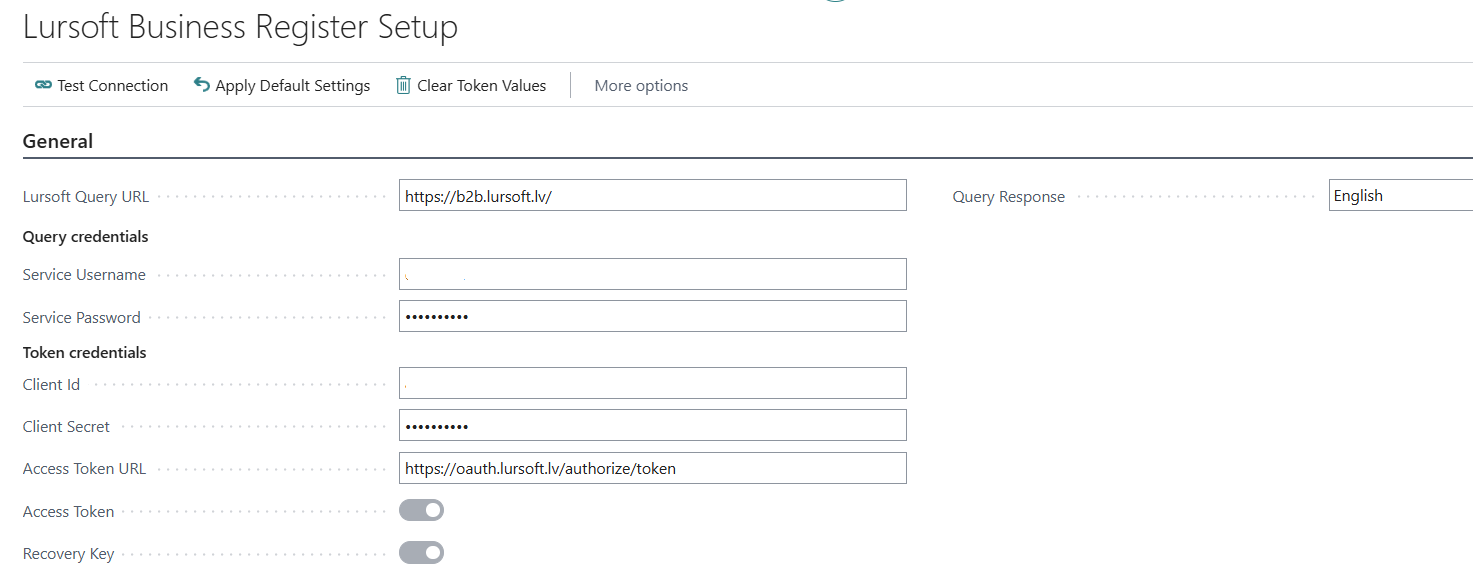 Lursoft Business Register Setup
Test Connection Apply Default Settings Clear Token Values More options
General
Lursoft Query URL https://b2b.lursoft.lv/ Query Response English
Query credentials
Service Username
Service Password ••••••••••
Token credentials
Client Id
Client Secret ••••••••••
Access Token URL https://oauth.lursoft.lv/authorize/token
Access Token
Recovery Key